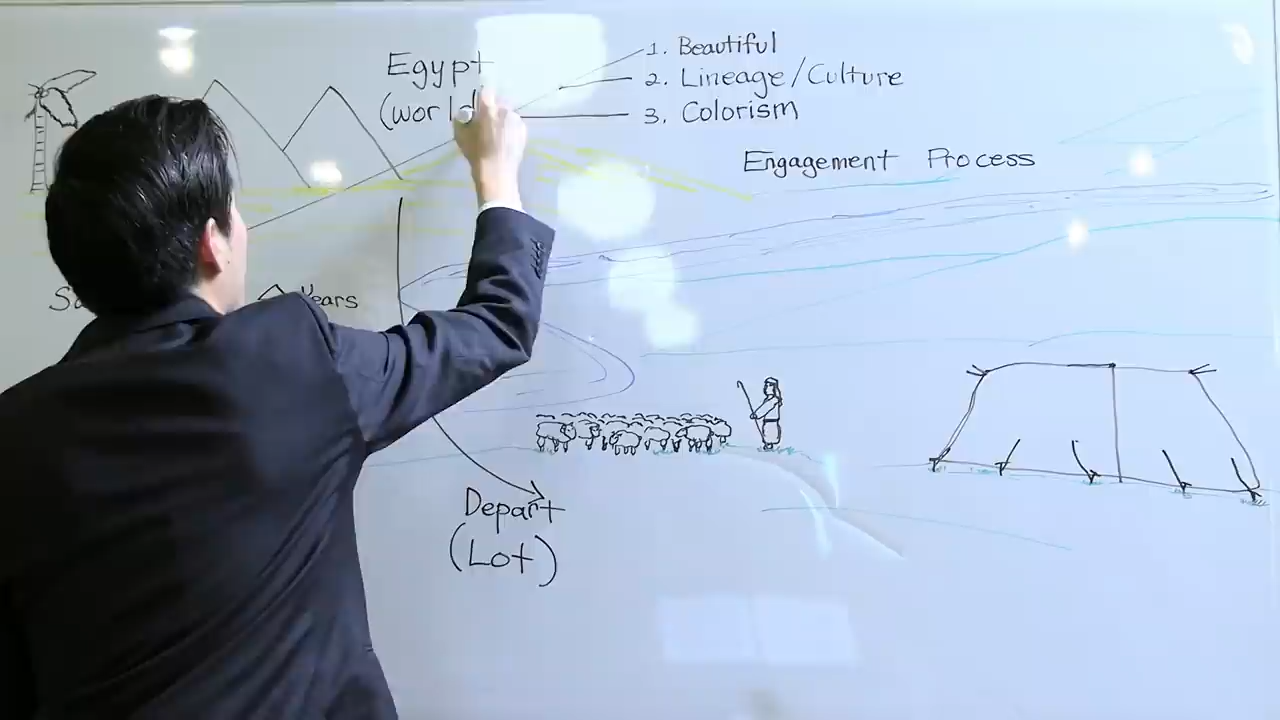 Egypt
(world
1. Beautiful
2. Lineage/Culture
3. Colorism
Engagement Process
Years
Depart
(Lot)